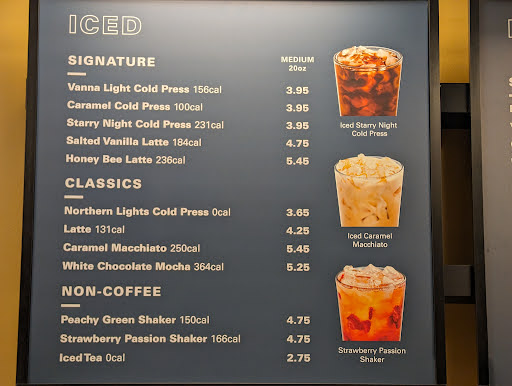 ICED
SIGNATURE
MEDIUM
20oz
Vanna Light Cold Press 156cal 3.95
Caramel Cold Press 100cal 3.95
Starry Night Cold Press 231cal 3.95
Salted Vanilla Latte 184cal 4.75
Honey Bee Latte 236cal 5.45
CLASSICS
Northern Lights Cold Press 0cal 3.65
Latte 131cal 4.25
Caramel Macchiato 250cal 5.45
White Chocolate Mocha 364cal 5.25
NON-COFFEE
Peachy Green Shaker 150cal 4.75
Strawberry Passion Shaker 166cal 4.75
Iced Tea 0cal 2.75
Iced Starry Night
Cold Press
Iced Caramel
Macchiato
Strawberry Passion
Shaker